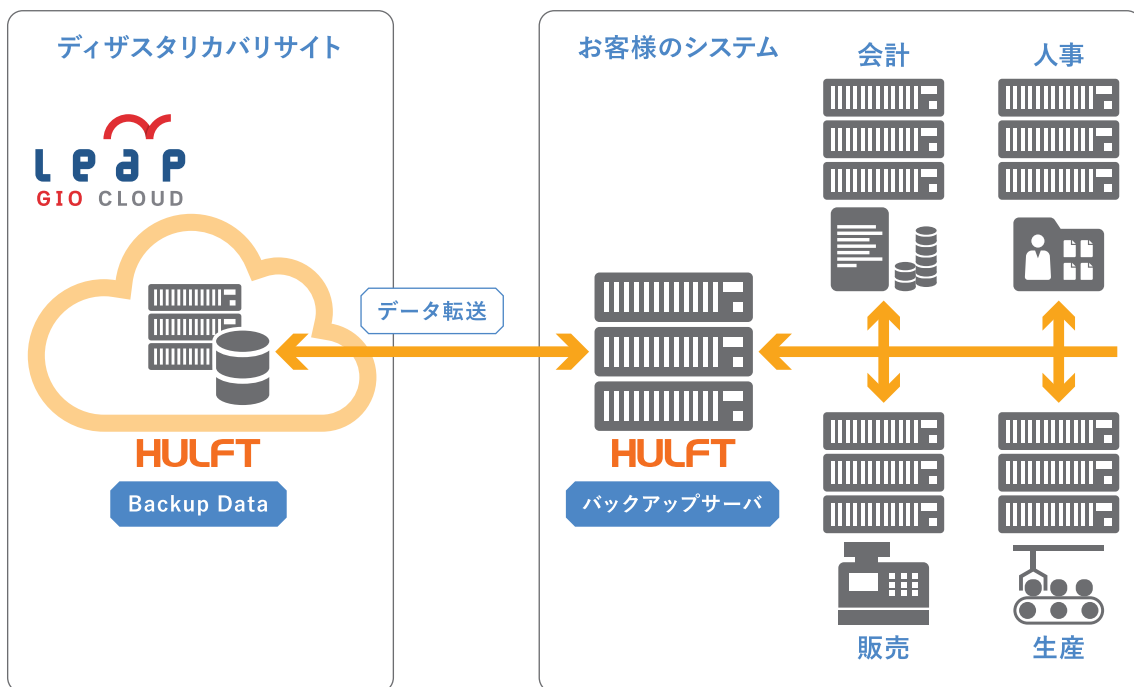 ディザスタリカバリサイト
LEAP
GIO CLOUD
データ転送
HULFT
Backup Data
お客様のシステム
会計
人事
HULFT
バックアップサーバ
販売
生産